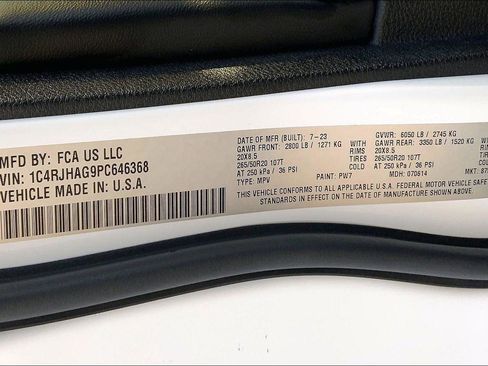 MFD BY: FCA US LLC
VIN: 1C4RJHAG9PC646368
VEHICLE MADE IN: U.S.A.
DATE OF MFR (BUILT): 7-23
GVWR: 6050 LB / 2745 KG
GAWR FRONT: 2800 LB / 1271 KG WITH GAWR REAR: 3350 LB / 1520 KG
20X8.5 RIMS 20X8.5
265/50R20 107T TIRES 265/50R20 107T
AT 250 kPa / 36 PSI COLD AT 250 kPa / 36 PSI
TYPE: MPV PAINT: PW7 MDH: 070614 MKT:
THIS VEHICLE CONFORMS TO ALL APPLICABLE U.S.A. FEDERAL MOTOR VEHICLE SAFETY
STANDARDS IN EFFECT ON THE DATE OF MANUFACTURE SHOWN ABOVE.